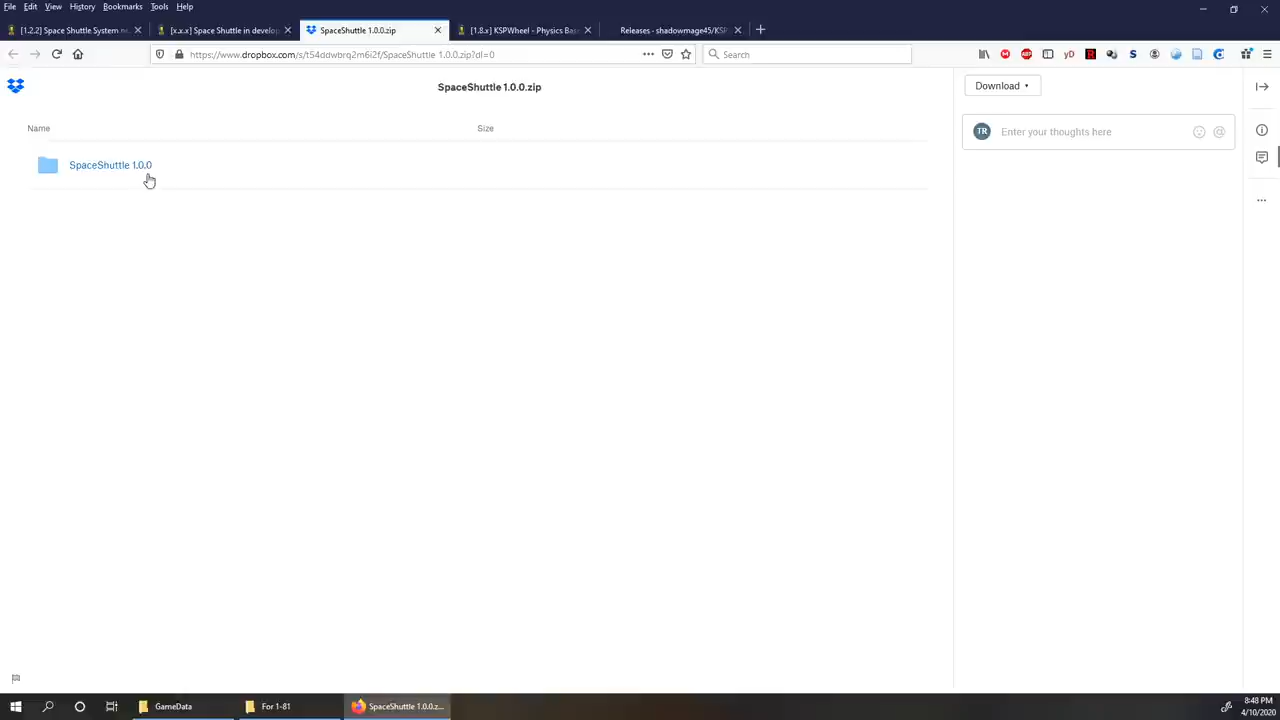 File Edit View History Bookmarks Tools Help
[1.2.2] Space Shuttle System n
[x.x.x] Space Shuttle in develop
SpaceShuttle 1.0.0.zip
[1.8.x] KSPWheel - Physics Bas
Releases - shadowmage45/KSP
https://www.dropbox.com/s/t54ddwbrq2m6i2f/SpaceShuttle 1.0.0.zip?dl=0
Search
SpaceShuttle 1.0.0.zip
Download
Name
Size
TR
Enter your thoughts here
SpaceShuttle 1.0.0
GameData
For 1-81
SpaceShuttle 1.0.0.z...
8:48 PM
4/10/2020